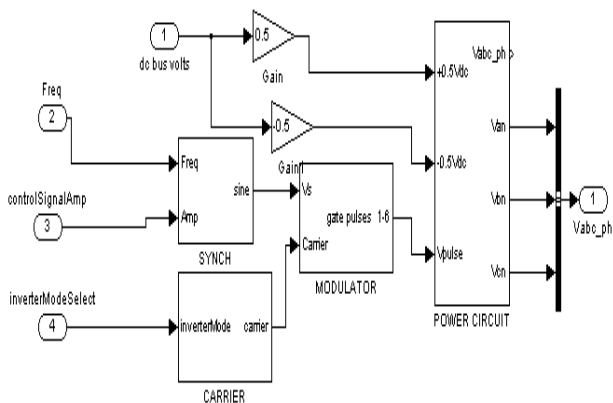 1
dc bus volts
0.5
Gain
-0.5
Gain1
Freq
2
controlSignalAmp
3
inverterModeSelect
4
Freq
sine
Amp
SYNCH
inverterMode
carrier
CARRIER
Vs
gate pulses 1-6
Carrier
MODULATOR
Vabc_ph
+0.5Vdc
Van
-0.5Vdc
Vbn
Vpulse
Vcn
POWER CIRCUIT
1
Vabc_ph